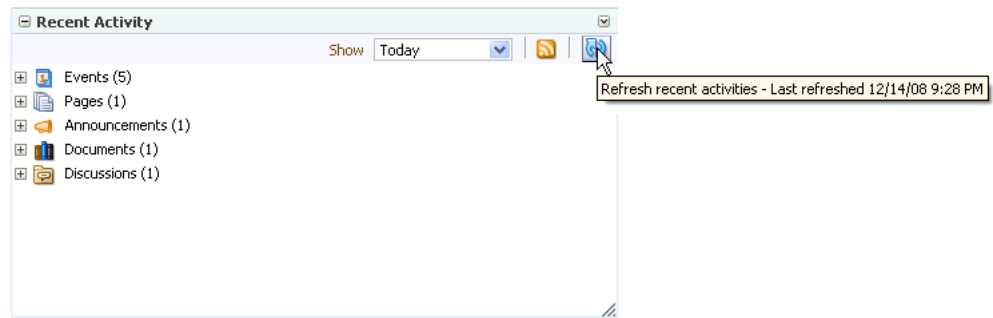 Recent Activity
Show Today
Events (5)
Refresh recent activities - Last refreshed 12/14/08 9:28 PM
Pages (1)
Announcements (1)
Documents (1)
Discussions (1)